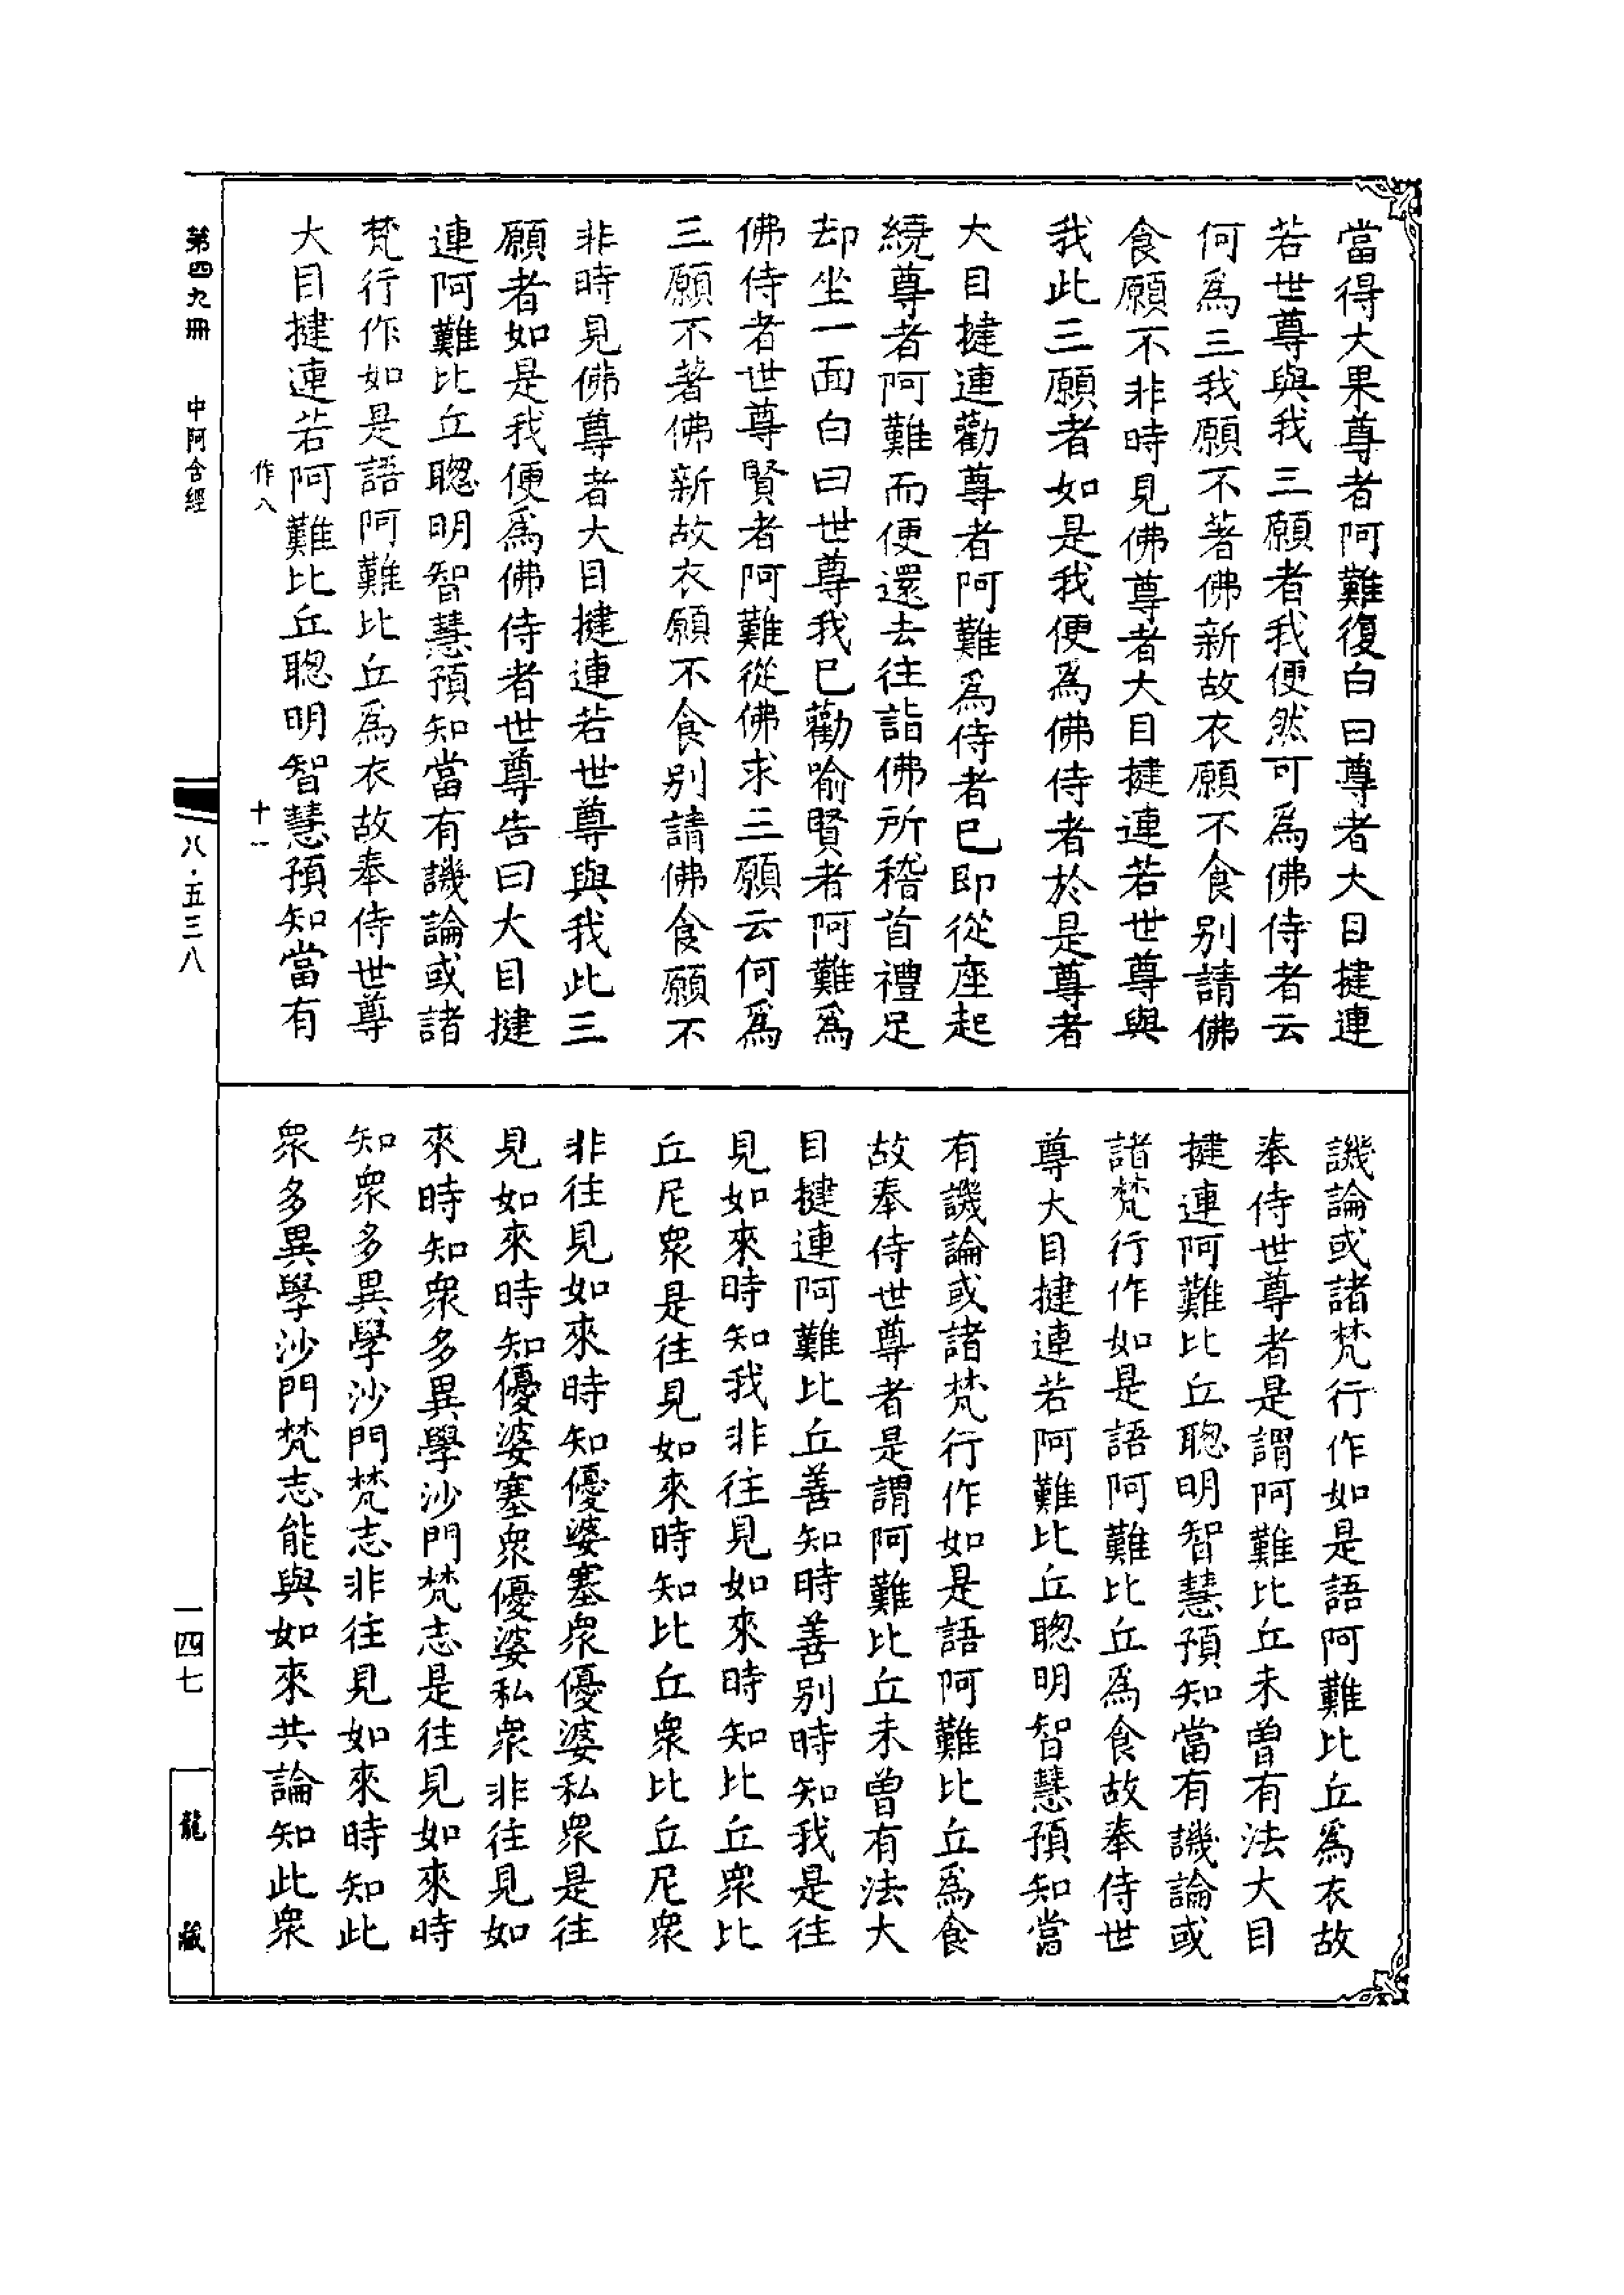 當得大果尊者阿難復白曰尊者大目揵連
若世尊與我三願者我便然可為佛侍者云
何為三我願不著佛新故衣願不食别請佛
食願不非時見佛尊者大目揵連若世尊與
我此三願者如是我便為佛侍者於是尊者
大目揵連勸尊者阿難為侍者已即從座起
繞尊者阿難而便還去往詣佛所稽首禮足
却坐一面白曰世尊我已勸喻賢者阿難為
佛侍者世尊賢者阿難從佛求三願云何為
三願不著佛新故衣願不食别請佛食願不
非時見佛尊者大目揵連若世尊與我此三
願者如是我便為佛侍者世尊告曰大目揵
連阿難比丘聰明智慧預知當有譏論或諸
梵行作如是語阿難比丘為衣故奉侍世尊
大目揵連若阿難比丘聰明智慧預知當有
作八
十一
譏論或諸梵行作如是語阿難比丘為衣故
奉侍世尊者是謂阿難比丘未曾有法大目
揵連阿難比丘聰明智慧預知當有譏論或
諸梵行作如是語阿難比丘為食故奉侍世
尊大目揵連若阿難比丘聰明智慧預知當
有譏論或諸梵行作如是語阿難比丘為食
故奉侍世尊者是謂阿難比丘未曾有法大
目揵連阿難比丘善知時善別時知我是往
見如來時知我非往見如來時知比丘衆比
丘尼衆是往見如來時知比丘衆比丘尼衆
非往見如來時知優婆塞衆優婆私衆是往
見如來時知優婆塞衆優婆私衆非往見如
來時知衆多異學沙門梵志是往見如來時
知衆多異學沙門梵志非往見如來時知此
衆多異學沙門梵志能與如來共論知此衆
第四九冊 中阿含經
八·五三八
一四七
龍藏